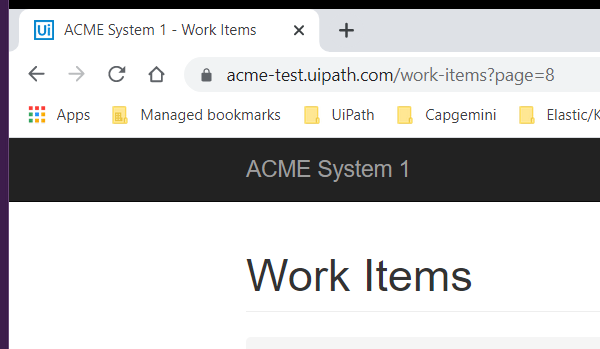 Ui ACME System 1 - Work Items
acme-test.uipath.com/work-items?page=8
Apps Managed bookmarks UiPath Capgemini Elastic/K
ACME System 1
Work Items